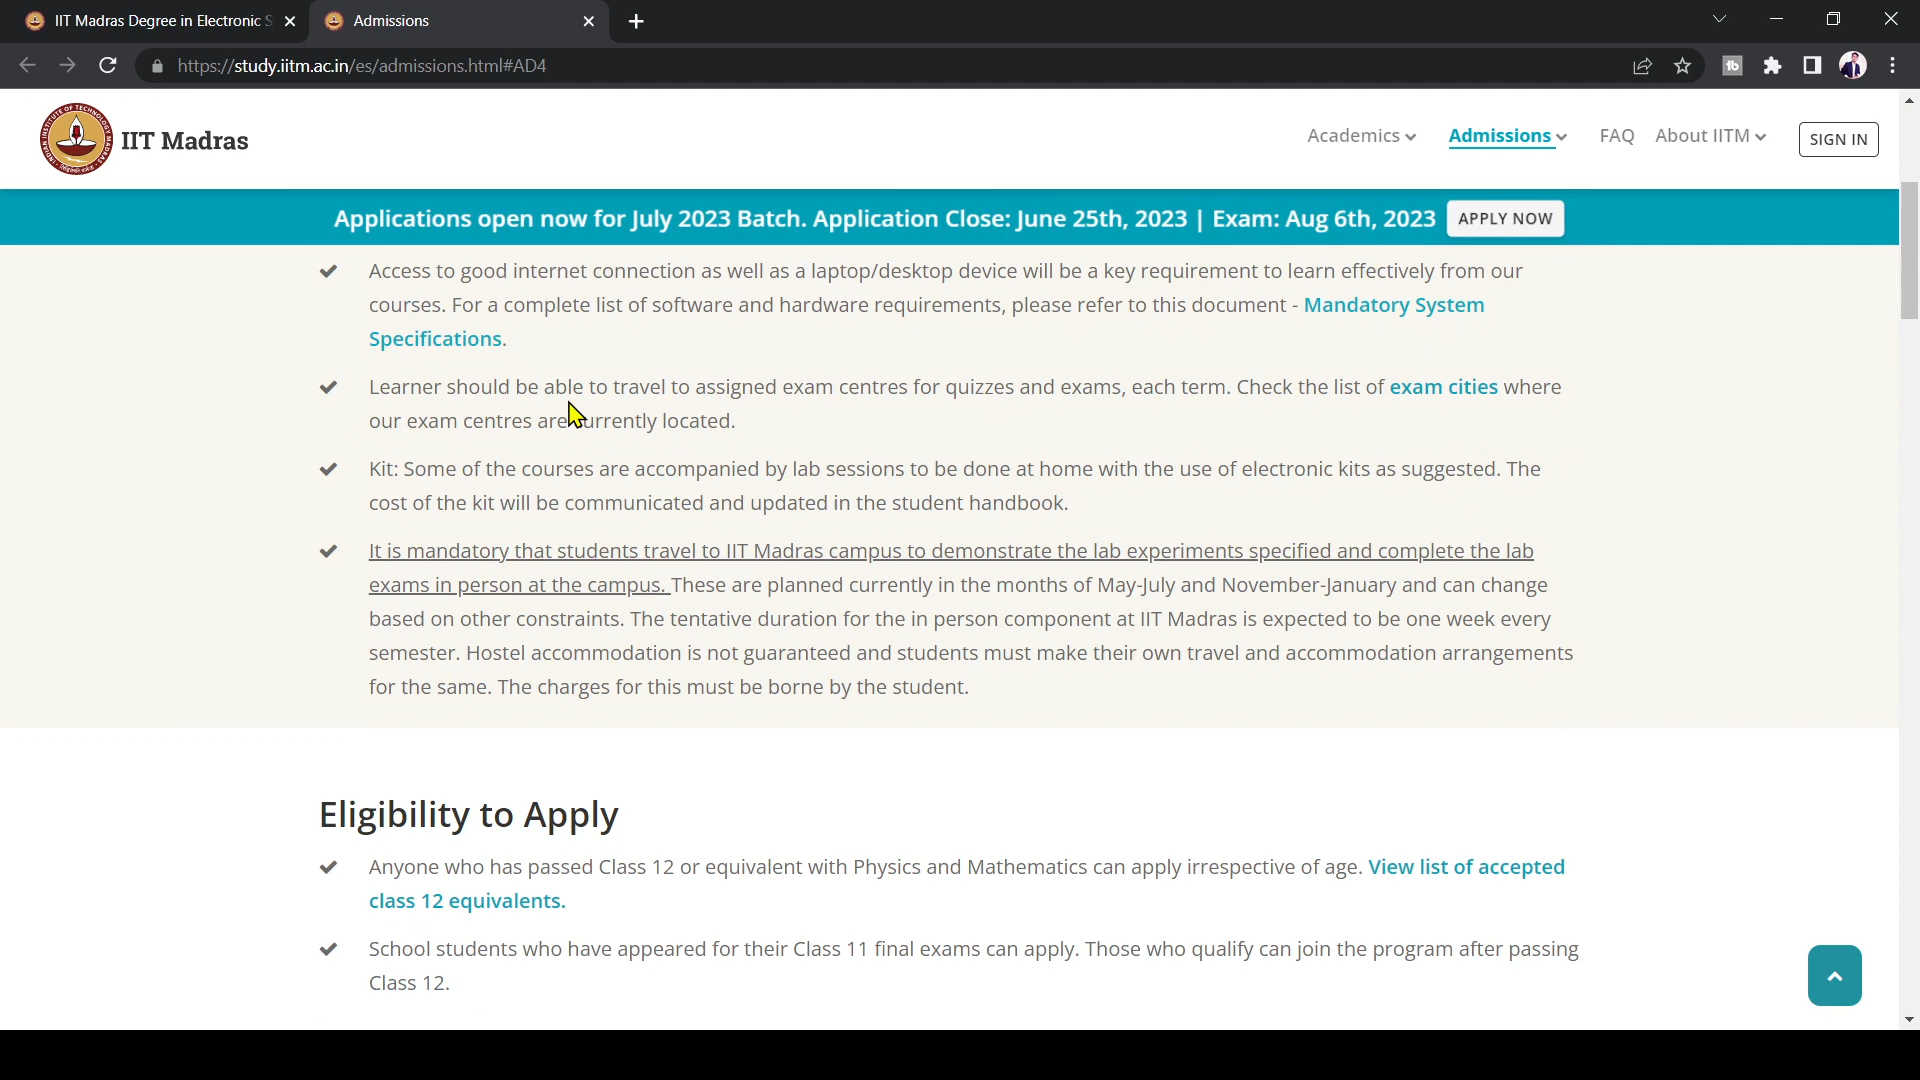 IIT Madras Degree in Electronic S
Admissions
https://study.iitm.ac.in/es/admissions.html#AD4
IIT Madras
Academics
Admissions
FAQ
About IITM
SIGN IN
Applications open now for July 2023 Batch. Application Close: June 25th, 2023 | Exam: Aug 6th, 2023
APPLY NOW
Access to good internet connection as well as a laptop/desktop device will be a key requirement to learn effectively from our
courses. For a complete list of software and hardware requirements, please refer to this document - Mandatory System
Specifications.
Learner should be able to travel to assigned exam centres for quizzes and exams, each term. Check the list of exam cities where
our exam centres are currently located.
Kit: Some of the courses are accompanied by lab sessions to be done at home with the use of electronic kits as suggested. The
cost of the kit will be communicated and updated in the student handbook.
It is mandatory that students travel to IIT Madras campus to demonstrate the lab experiments specified and complete the lab
exams in person at the campus. These are planned currently in the months of May-July and November-January and can change
based on other constraints. The tentative duration for the in person component at IIT Madras is expected to be one week every
semester. Hostel accommodation is not guaranteed and students must make their own travel and accommodation arrangements
for the same. The charges for this must be borne by the student.
Eligibility to Apply
Anyone who has passed Class 12 or equivalent with Physics and Mathematics can apply irrespective of age. View list of accepted
class 12 equivalents.
School students who have appeared for their Class 11 final exams can apply. Those who qualify can join the program after passing
Class 12.